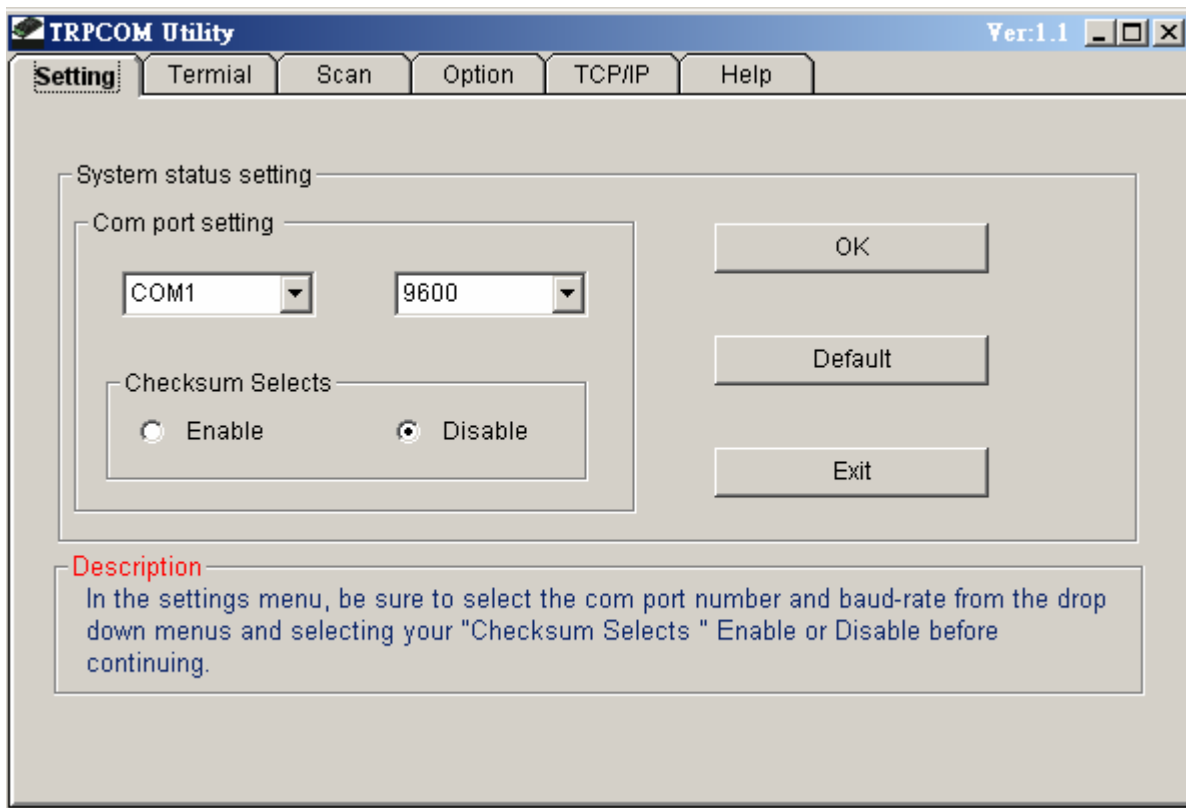 TRPCOM Utility Ver:1.1
Setting Termial Scan Option TCP/IP Help
System status setting
Com port setting
COM1 9600
Checksum Selects
Enable Disable
OK
Default
Exit
Description
In the settings menu, be sure to select the com port number and baud-rate from the drop
down menus and selecting your "Checksum Selects " Enable or Disable before
continuing.